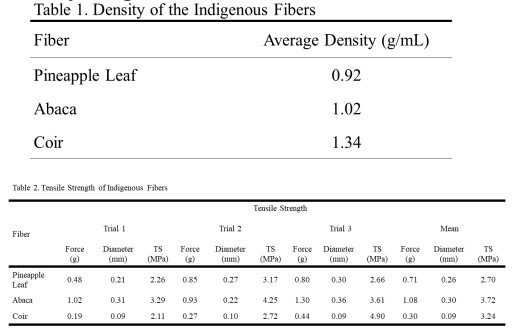 Table 1. Density of the Indigenous Fibers
Fiber Average Density (g/mL)
Pineapple Leaf 0.92
Abaca 1.02
Coir 1.34
Table 2. Tensile Strength of Indigenous Fibers
Tensile Strength
Fiber Trial 1 Trial 2 Trial 3 Mean
Force (g) Diameter (mm) TS (MPa) Force (g) Diameter (mm) TS (MPa) Force (g) Diameter (mm) TS (MPa) Force (g) Diameter (mm) TS (MPa)
Pineapple Leaf 0.48 0.21 2.26 0.85 0.27 3.17 0.80 0.30 2.66 0.71 0.26 2.70
Abaca 1.02 0.31 3.29 0.93 0.22 4.25 1.30 0.36 3.61 1.08 0.30 3.72
Coir 0.19 0.09 2.11 0.27 0.10 2.72 0.44 0.09 4.90 0.30 0.09 3.24